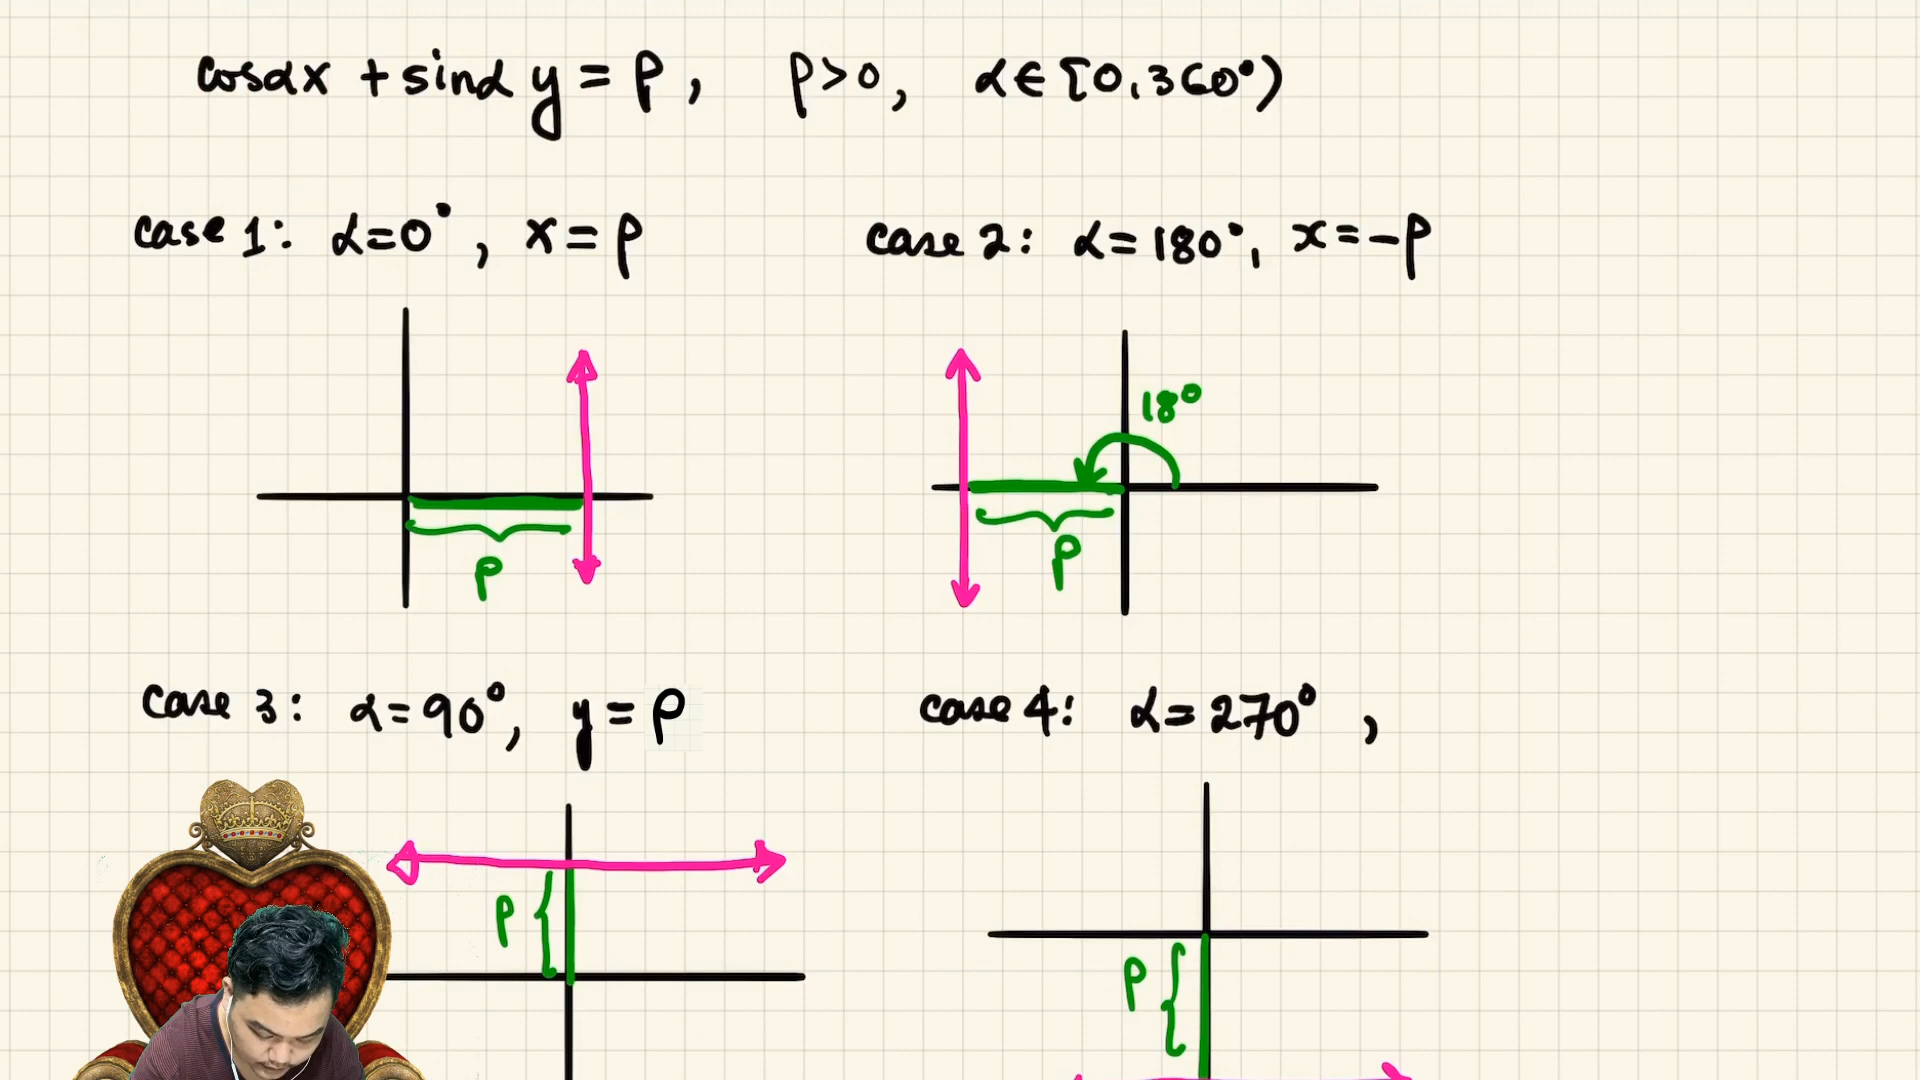 cosαx + sinα y = p, p>0, α∈[0,360°)
case 1: α=0°, x=p
case 2: α=180°, x=-p
18°
p
p
case 3: α=90°, y=p
case 4: α=270°,
p
p